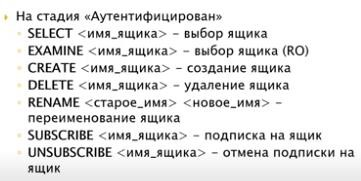 На стадия «Аутентифицирован»
SELECT <имя_ящика> – выбор ящика
EXAMINE <имя_ящика> – выбор ящика (RO)
CREATE <имя_ящика> – создание ящика
DELETE <имя_ящика> – удаление ящика
RENAME <старое_имя> <новое_имя> –
переименование ящика
SUBSCRIBE <имя_ящика> – подписка на ящик
UNSUBSCRIBE <имя_ящика> – отмена подписки на
ящик